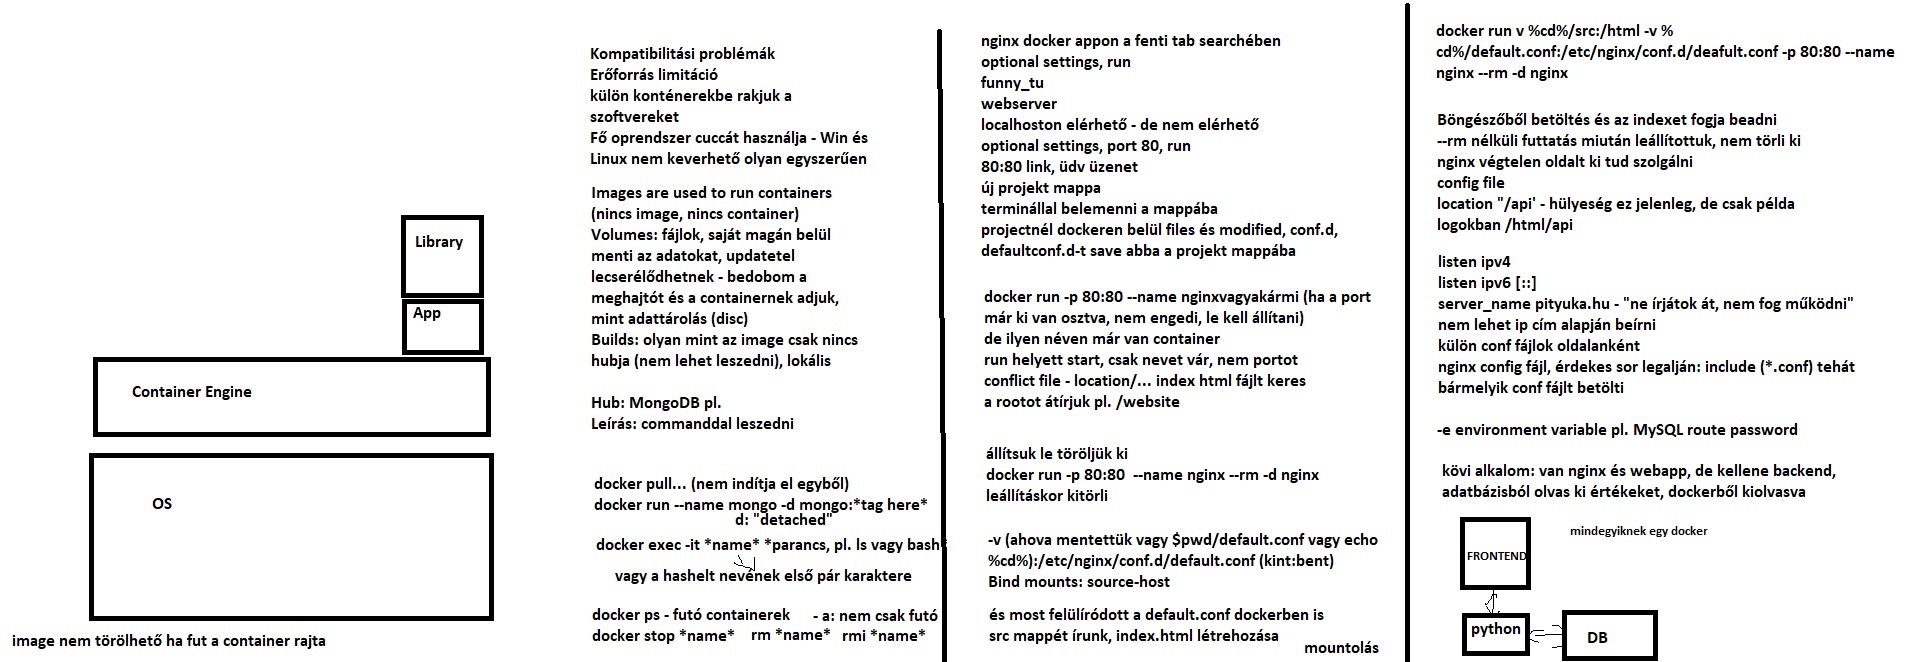 Library
App
Container Engine
OS
image nem törölhető ha fut a container rajta
Kompatibilitási problémák
Erőforrás limitáció
külön konténerekbe rakjuk a
szoftvereket
Fő oprendszer cuccát használja - Win és
Linux nem keverhető olyan egyszerűen
Images are used to run containers
(nincs image, nincs container)
Volumes: fájlok, saját magán belül
menti az adatokat, updatetel
lecserélődhetnek - bedobom a
meghajtót és a containernek adjuk,
mint adattárolás (disc)
Builds: olyan mint az image csak nincs
hubja (nem lehet leszedni), lokális
Hub: MongoDB pl.
Leírás: commanddal leszedni
docker pull... (nem indítja el egyből)
docker run --name mongo -d mongo:*tag here*
d: "detached"
docker exec -it *name* *parancs, pl. ls vagy bash*
vagy a hashelt nevének első pár karaktere
docker ps - futó containerek - a: nem csak futó
docker stop *name* rm *name* rmi *name*
nginx docker appon a fenti tab searchében
optional settings, run
funny_tu
webserver
localhoston elérhető - de nem elérhető
optional settings, port 80, run
80:80 link, üdv üzenet
új projekt mappa
terminállal belemenni a mappába
projectnél dockeren belül files és modified, conf.d,
defaultconf.d-t save abba a projekt mappába
docker run -p 80:80 --name nginxvagyakármi (ha a port
már ki van osztva, nem engedi, le kell állítani)
de ilyen néven már van container
run helyett start, csak nevet vár, nem portot
conflict file - location/... index html fájlt keres
a rootot átírjuk pl. /website
állítsuk le töröljük ki
docker run -p 80:80 --name nginx --rm -d nginx
leállításkor kitörli
-v (ahova mentettük vagy $pwd/default.conf vagy echo
%cd%):/etc/nginx/conf.d/default.conf (kint:bent)
Bind mounts: source-host
és most felülíródott a default.conf dockerben is
src mappét írunk, index.html létrehozása
mountolás
docker run v %cd%/src:/html -v %
cd%/default.conf:/etc/nginx/conf.d/deafult.conf -p 80:80 --name
nginx --rm -d nginx
Böngészőből betöltés és az indexet fogja beadni
--rm nélküli futtatás miután leállítottuk, nem törli ki
nginx végtelen oldalt ki tud szolgálni
config file
location "/api' - hülyeség ez jelenleg, de csak példa
logokban /html/api
listen ipv4
listen ipv6 [::]
server_name pityuka.hu - "ne írjátok át, nem fog működni"
nem lehet ip cím alapján beírni
külön conf fájlok oldalanként
nginx config fájl, érdekes sor legalján: include (*.conf) tehát
bármelyik conf fájlt betölti
-e environment variable pl. MySQL route password
kövi alkalom: van nginx és webapp, de kellene backend,
adatbázisból olvas ki értékeket, dockerből kiolvasva
mindegyiknek egy docker
FRONTEND
python
DB